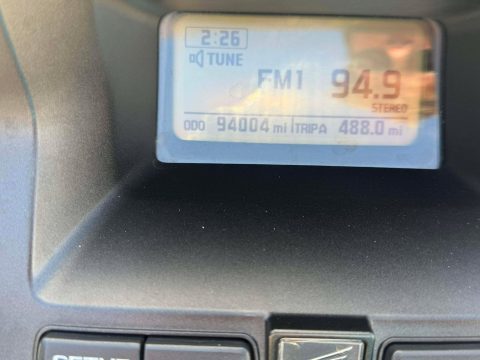 2:26
TUNE
FM1 94.9
STEREO
ODO 94004 mi TRIPA 488.0 mi